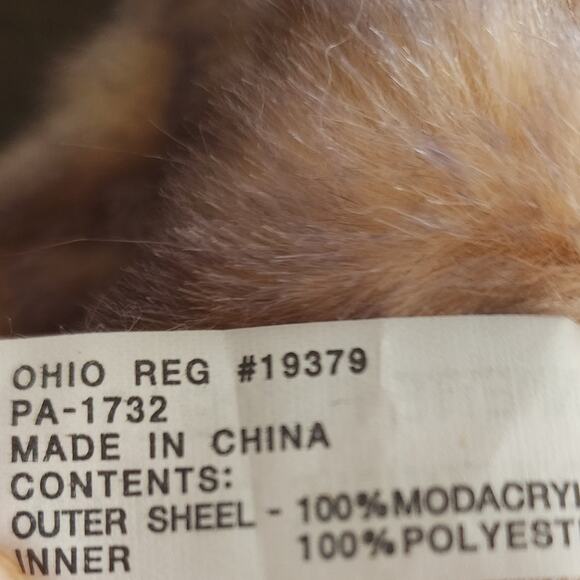 OHIO REG #19379
PA-1732
MADE IN CHINA
CONTENTS:
OUTER SHEEL - 100%MODACRYL
INNER 100%POLYEST